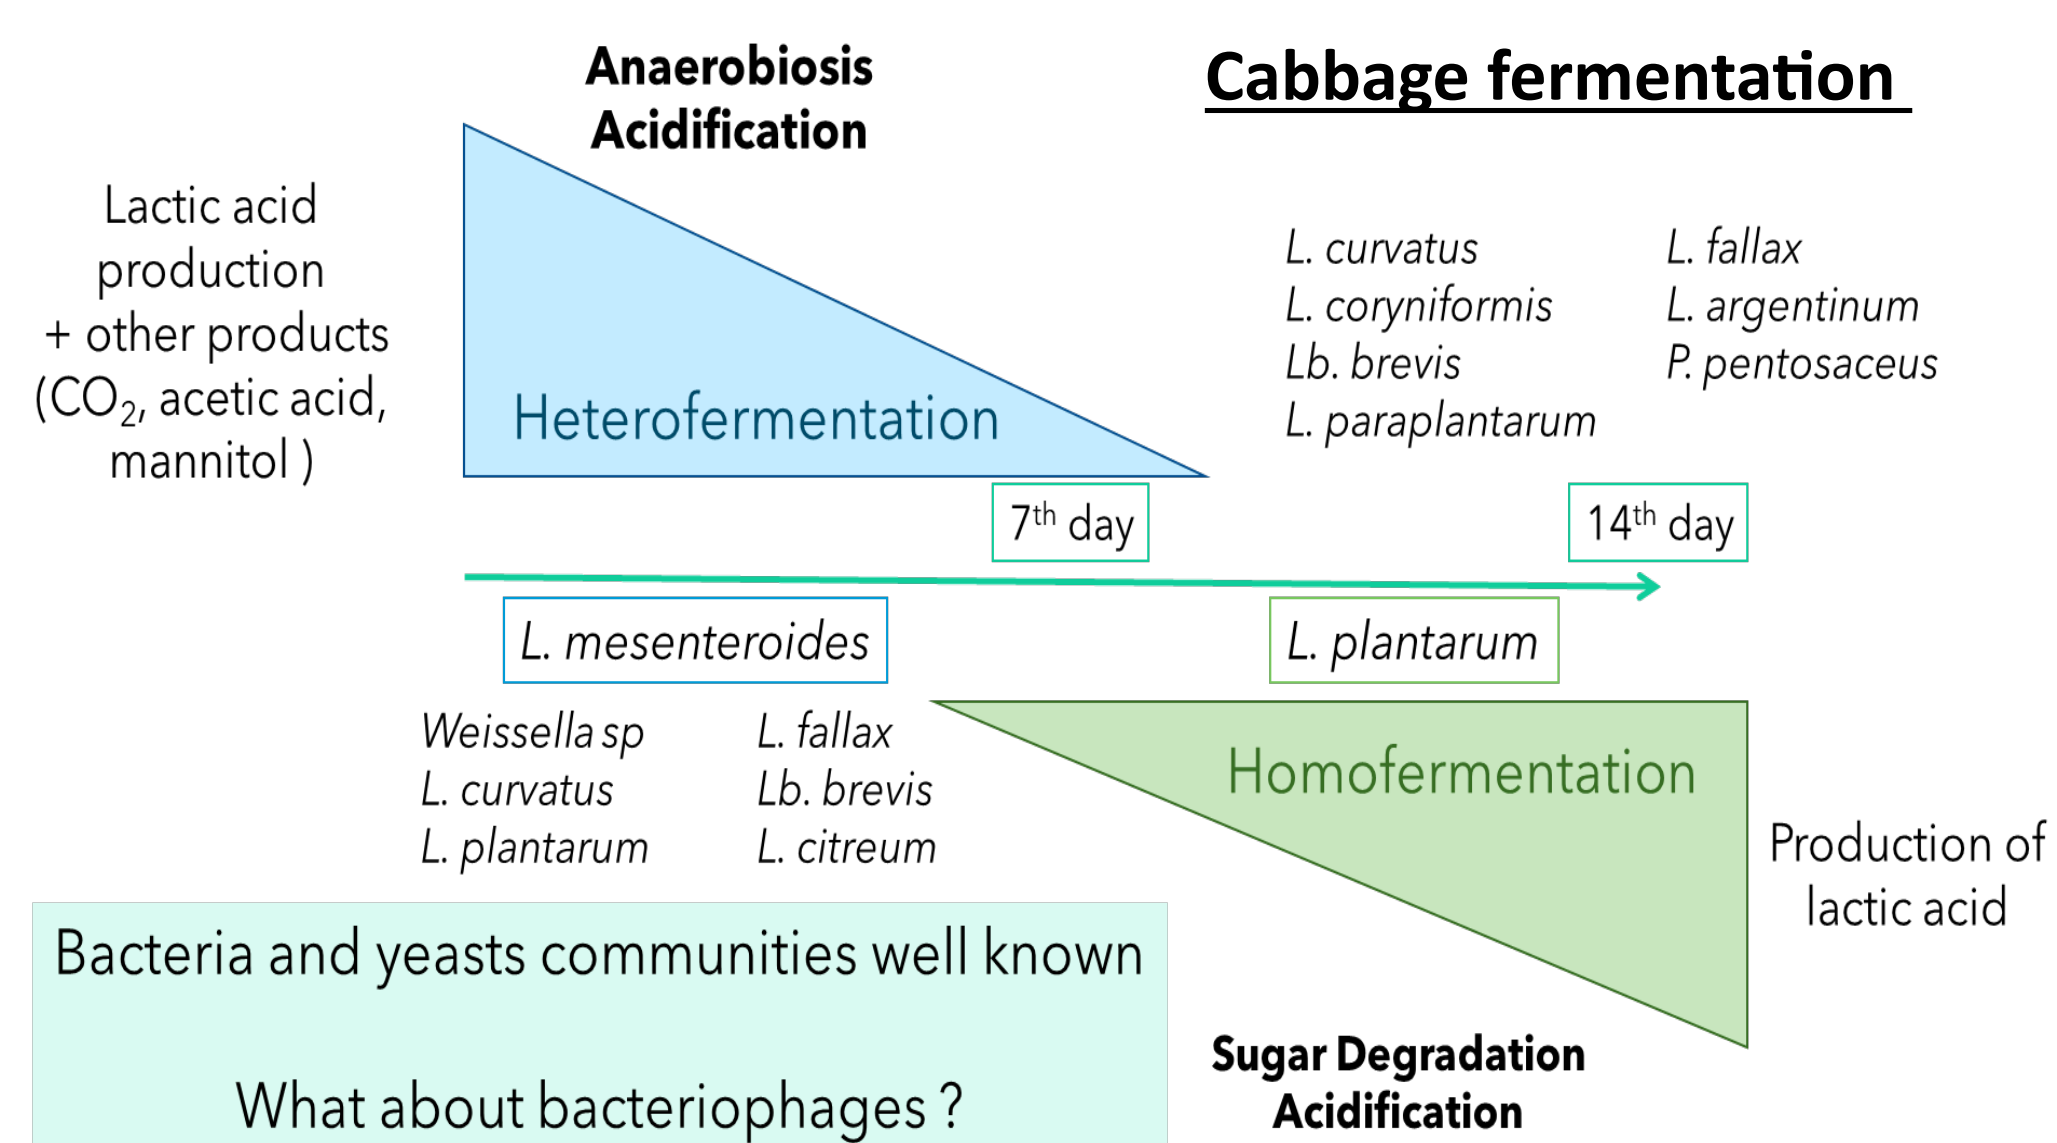 Cabbage fermentation
Anaerobiosis
Acidification
Lactic acid
production
+ other products
(CO₂, acetic acid,
mannitol )
Heterofermentation
L. curvatus
L. coryniformis
Lb. brevis
L. paraplantarum
L. fallax
L. argentinum
P. pentosaceus
7th day
14th day
L. mesenteroides
L. plantarum
Weissella sp
L. curvatus
L. plantarum
L. fallax
Lb. brevis
L. citreum
Homofermentation
Production of
lactic acid
Sugar Degradation
Acidification
Bacteria and yeasts communities well known
What about bacteriophages ?